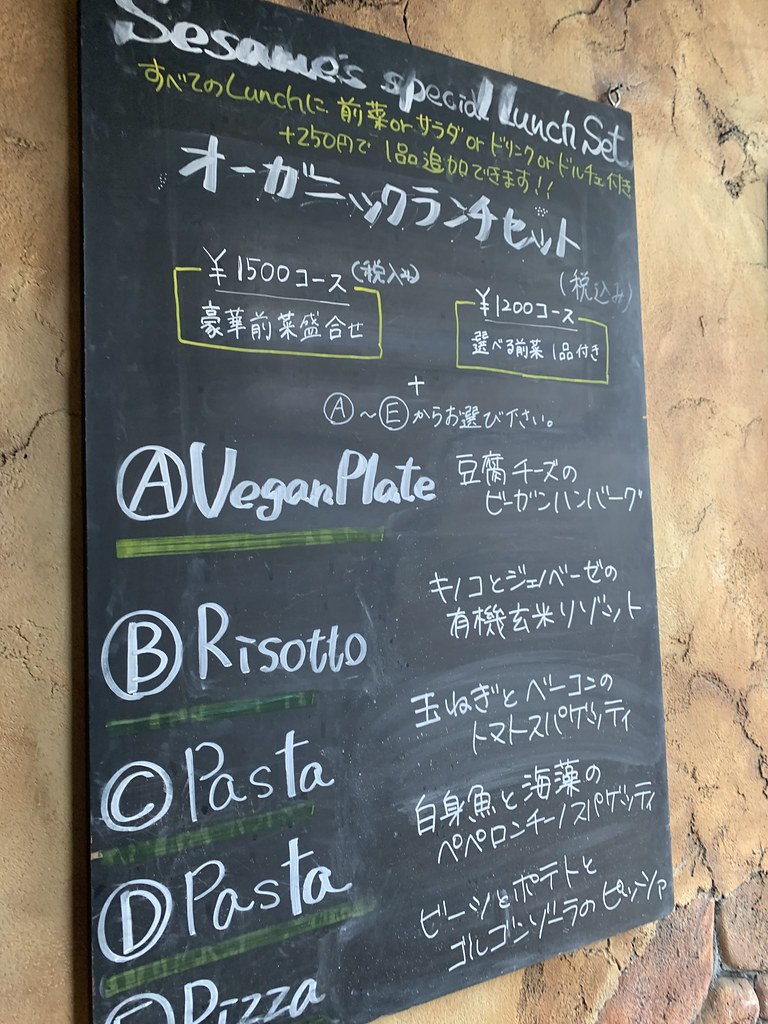 Sesame's special Lunch Set
すべてのLunchに 前菜or サラダ or ドリンク or ドルチェ付き
+250円で 1品追加できます!!
オーガニックランチセット
¥1500コース (税込み)
豪華前菜盛合せ
(税込み)
¥1200コース
選べる前菜 1品付き
+
Ⓐ～Ⓔからお選び下さい。
Ⓐ Vegan Plate
豆腐チーズの
ビーガンハンバーグ
Ⓑ Risotto
キノコとジェノベーゼの
有機玄米リゾット
Ⓒ Pasta
玉ねぎとベーコンの
トマトスパゲッティ
Ⓓ Pasta
白身魚と海藻の
ペペロンチーノスパゲッティ
Ⓔ Pizza
ビーツとポテトと
ゴルゴンゾーラのピッツァ